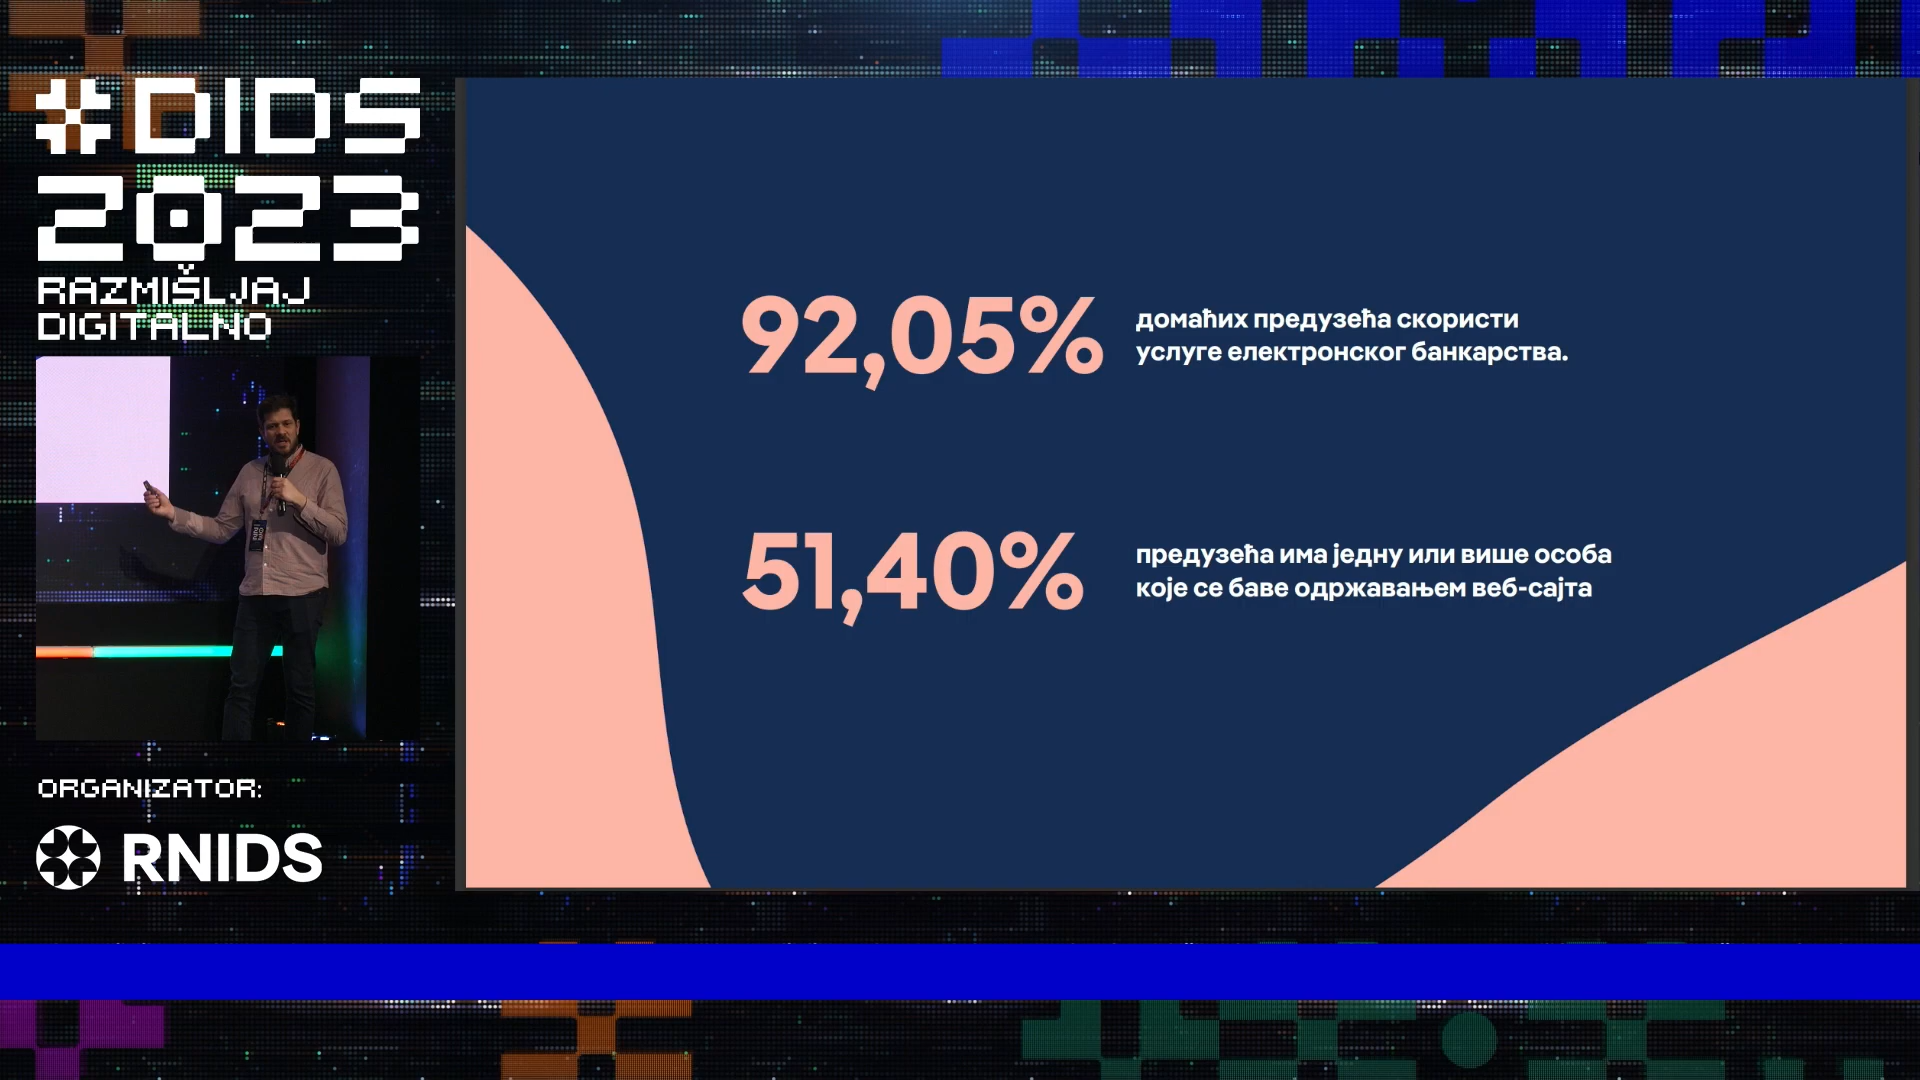 #DIDS
2023
RAZMIŠLJAJ
DIGITALNO
ORGANIZATOR:
RNIDS
92,05%
домаћих предузећа скористи
услуге електронског банкарства.
51,40%
предузећа има једну или више особа
које се баве одржавањем веб-сајта